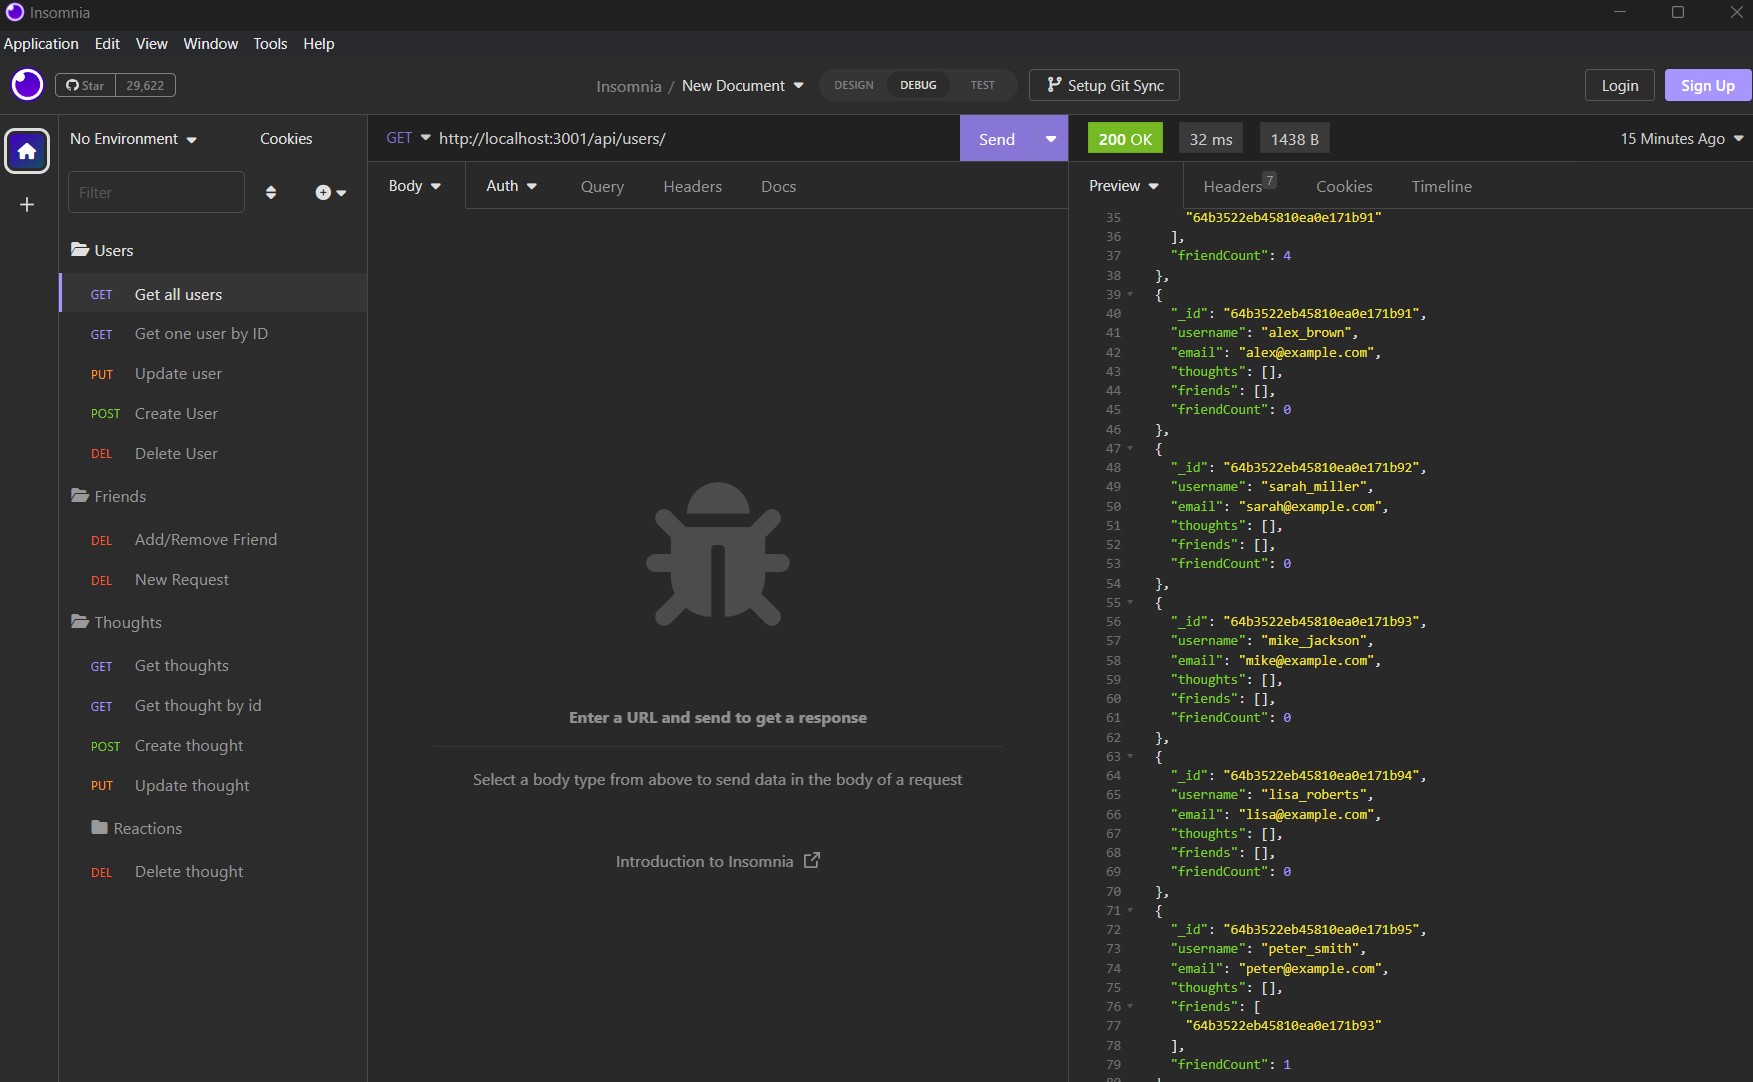 Insomnia
Application Edit View Window Tools Help
Star 29,622
Insomnia / New Document
DESIGN DEBUG TEST
Setup Git Sync
Login Sign Up
No Environment Cookies
Filter
Users
GET Get all users
GET Get one user by ID
PUT Update user
POST Create User
DEL Delete User
Friends
DEL Add/Remove Friend
DEL New Request
Thoughts
GET Get thoughts
GET Get thought by id
POST Create thought
PUT Update thought
Reactions
DEL Delete thought
GET http://localhost:3001/api/users/ Send
Body Auth Query Headers Docs
Enter a URL and send to get a response
Select a body type from above to send data in the body of a request
Introduction to Insomnia
200 OK 32 ms 1438 B 15 Minutes Ago
Preview Headers 7 Cookies Timeline
35 "64b3522eb45810ea0e171b91"
36 ],
37 "friendCount": 4
38 },
39 {
40 "_id": "64b3522eb45810ea0e171b91",
41 "username": "alex_brown",
42 "email": "alex@example.com",
43 "thoughts": [],
44 "friends": [],
45 "friendCount": 0
46 },
47 {
48 "_id": "64b3522eb45810ea0e171b92",
49 "username": "sarah_miller",
50 "email": "sarah@example.com",
51 "thoughts": [],
52 "friends": [],
53 "friendCount": 0
54 },
55 {
56 "_id": "64b3522eb45810ea0e171b93",
57 "username": "mike_jackson",
58 "email": "mike@example.com",
59 "thoughts": [],
60 "friends": [],
61 "friendCount": 0
62 },
63 {
64 "_id": "64b3522eb45810ea0e171b94",
65 "username": "lisa_roberts",
66 "email": "lisa@example.com",
67 "thoughts": [],
68 "friends": [],
69 "friendCount": 0
70 },
71 {
72 "_id": "64b3522eb45810ea0e171b95",
73 "username": "peter_smith",
74 "email": "peter@example.com",
75 "thoughts": [],
76 "friends": [
77 "64b3522eb45810ea0e171b93"
78 ],
79 "friendCount": 1